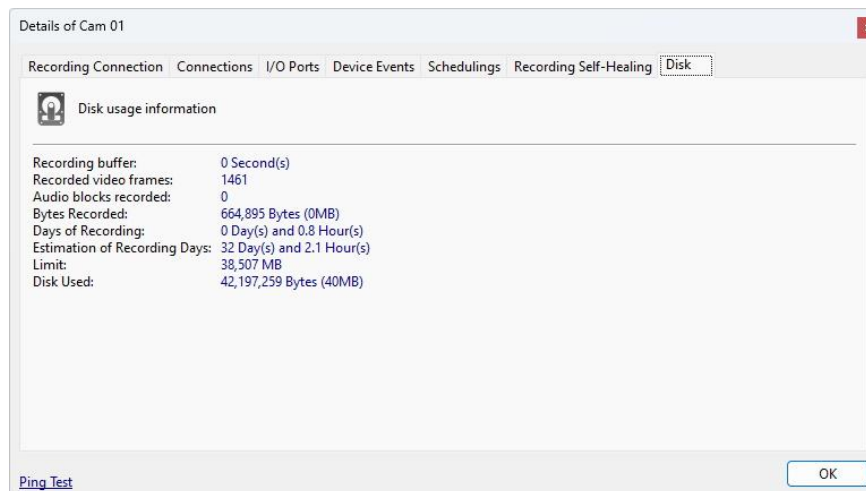 Details of Cam 01
Recording Connection Connections I/O Ports Device Events Schedulings Recording Self-Healing Disk
Disk usage information
Recording buffer: 0 Second(s)
Recorded video frames: 1461
Audio blocks recorded: 0
Bytes Recorded: 664,895 Bytes (0MB)
Days of Recording: 0 Day(s) and 0.8 Hour(s)
Estimation of Recording Days: 32 Day(s) and 2.1 Hour(s)
Limit: 38,507 MB
Disk Used: 42,197,259 Bytes (40MB)
OK
Ping Test